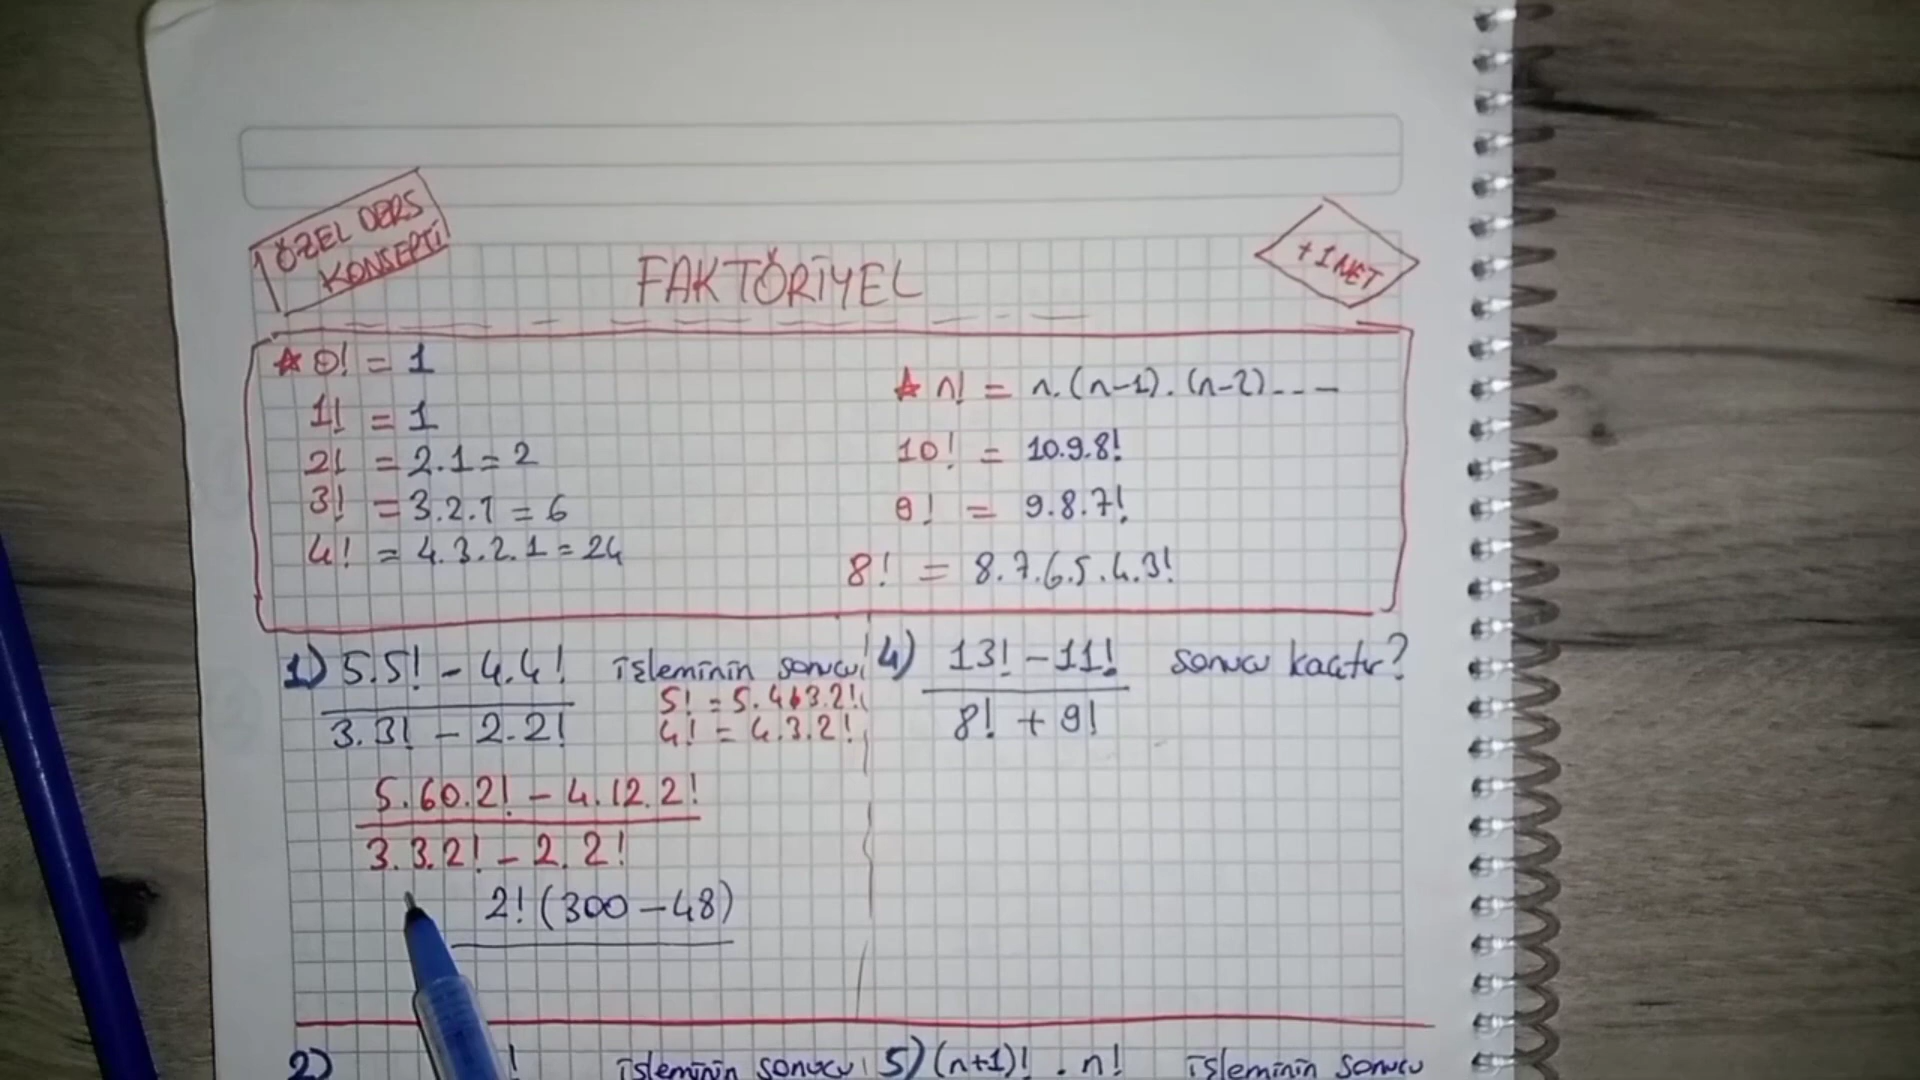 ÖZEL DERS
KONSEPTİ
FAKTÖRİYEL
+1 NET
0! = 1
1! = 1
2! = 2.1 = 2
3! = 3.2.1 = 6
4! = 4.3.2.1 = 24
n! = n.(n-1).(n-2)...
10! = 10.9.8!
9! = 9.8.7!
8! = 8.7.6.5.4.3!
1) 5.5! - 4.4! işleminin sonucu
3.3! - 2.2!
5! = 5.4.3.2!
4! = 4.3.2!
5.60.2! - 4.12.2!
3.3.2! - 2.2!
2!(300-48)
4) 13! - 11! sonucu kaçtır?
8! + 9!
2) ! işleminin sonucu
5) (n+1)! . n! işleminin sonucu